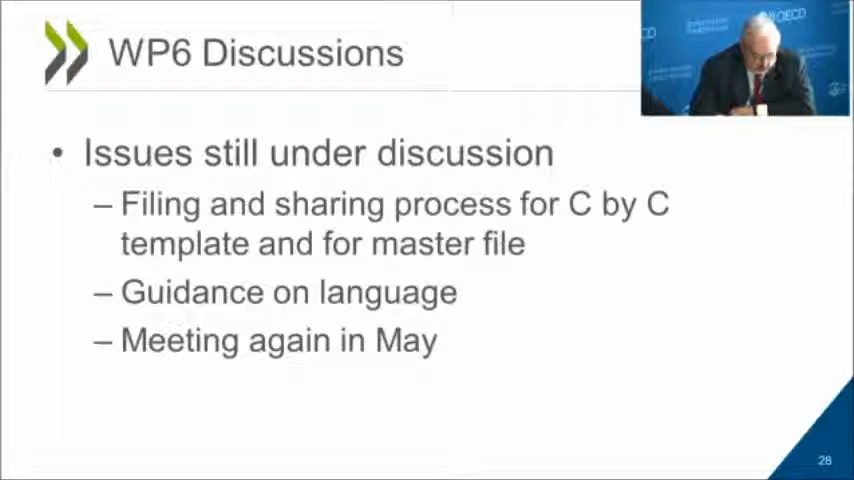 WP6 Discussions
OECD
• Issues still under discussion
– Filing and sharing process for C by C
template and for master file
– Guidance on language
– Meeting again in May
28